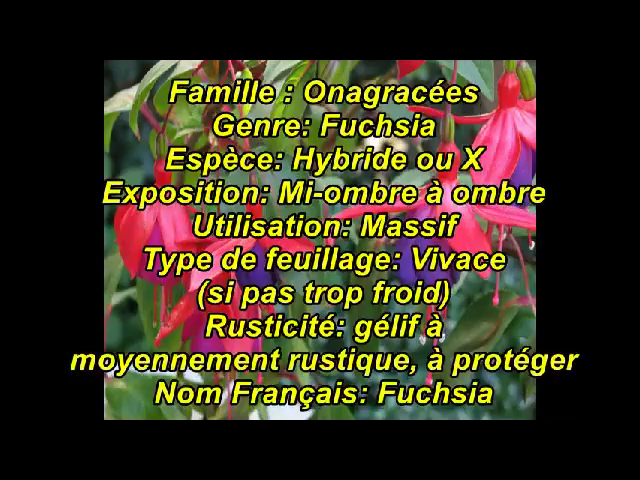 Famille : Onagracées
Genre: Fuchsia
Espèce: Hybride ou X
Exposition: Mi-ombre à ombre
Utilisation: Massif
Type de feuillage: Vivace
(si pas trop froid)
Rusticité: gélif à
moyennement rustique, à protéger
Nom Français: Fuchsia